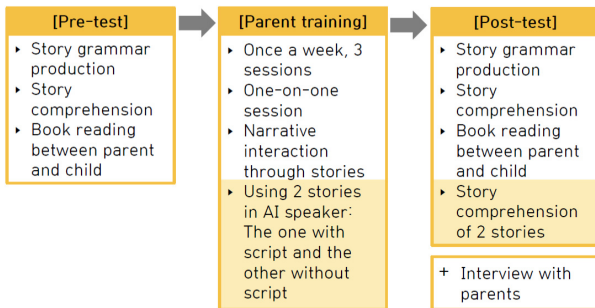 [Pre-test]
▸ Story grammar
production
▸ Story
comprehension
▸ Book reading
between parent
and child
[Parent training]
▸ Once a week, 3
sessions
▸ One-on-one
session
▸ Narrative
interaction
through stories
▸ Using 2 stories
in AI speaker:
The one with
script and the
other without
script
[Post-test]
▸ Story grammar
production
▸ Story
comprehension
▸ Book reading
between parent
and child
▸ Story
comprehension
of 2 stories
+ Interview with
parents